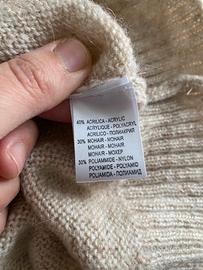 40% ACRILICA - ACRYLIC
ACRYLIQUE - POLYACRYL
ACRILICO - ПОЛИАКРИЛ
30% MOHAIR - MOHAIR
MOHAIR - MOHAIR
MOHAIR - МОХЕР
30% POLIAMMIDE - NYLON
POLYAMIDE - POLYAMID
POLIAMIDA - ПОЛИАМИД